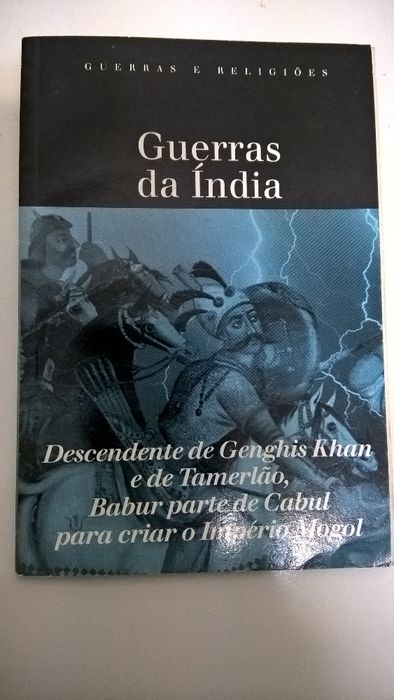 GUERRAS E RELIGIÕES
Guerras
da Índia
Descendente de Genghis Khan
e de Tamerlão,
Babur parte de Cabul
para criar o Império Mogol